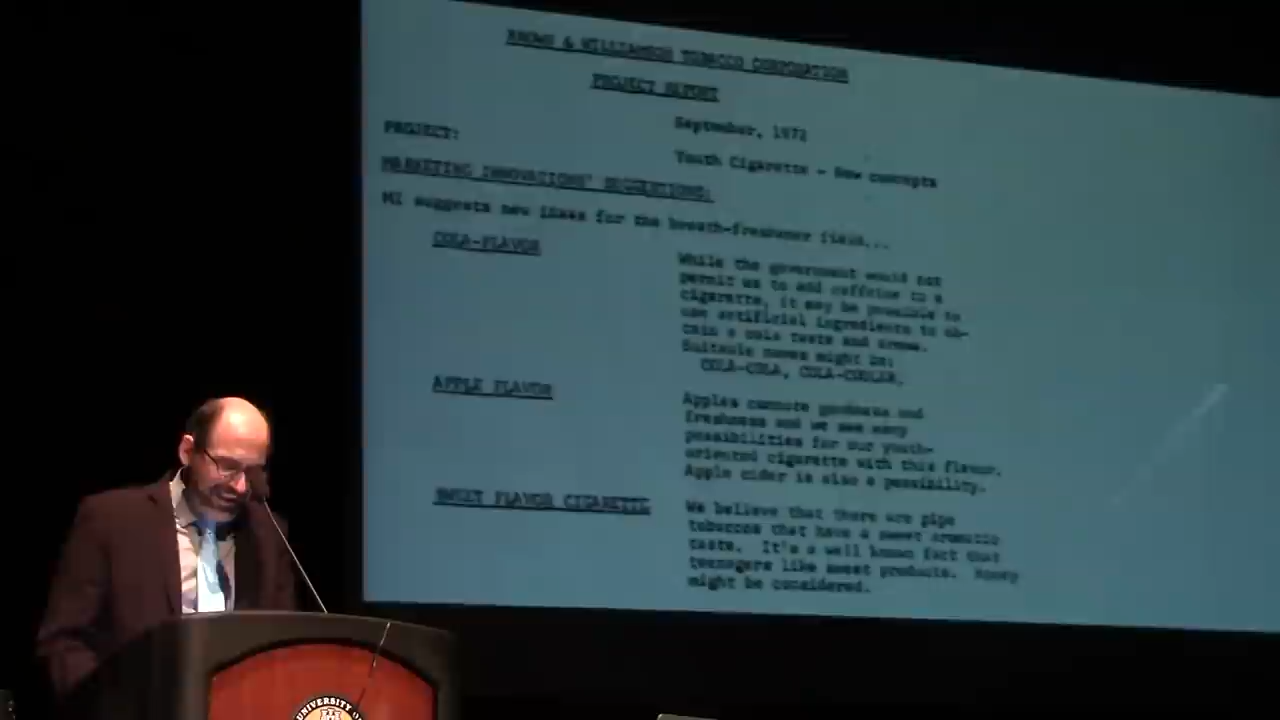 BROWN & WILLIAMSON TOBACCO CORPORATION
PROJECT REPORT
September, 1972
PROJECT:
Youth Cigarette - New concepts
MARKETING INNOVATIONS' SUGGESTIONS:
MI suggests new ideas for the breath-freshener field...
COLA-FLAVOR
While the government would not
permit us to add caffeine to a
cigarette, it may be possible to
use artificial ingredients to ob-
tain a cola taste and aroma.
Suitable names might be:
COLA-COLA, COLA-COOLER.
APPLE FLAVOR
Apples connote goodness and
freshness and we see many
possibilities for our youth-
oriented cigarette with this flavor.
Apple cider is also a possibility.
SWEET FLAVOR CIGARETTE
We believe that there are pipe
tobaccos that have a sweet aromatic
taste. It's a well known fact that
teenagers like sweet products. Honey
might be considered.
UNIVERSITY OF